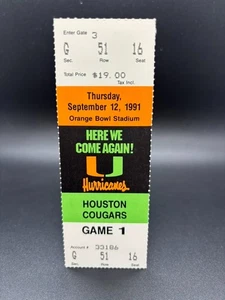 Enter Gate 3
G 51 16
Sec. Row Seat
Total Price $19.00
Tax Incl.
Thursday,
September 12, 1991
Orange Bowl Stadium
HERE WE
COME AGAIN!
U
Hurricanes
HOUSTON
COUGARS
GAME 1
Account # 33186
G 51 16
Sec. Row Seat